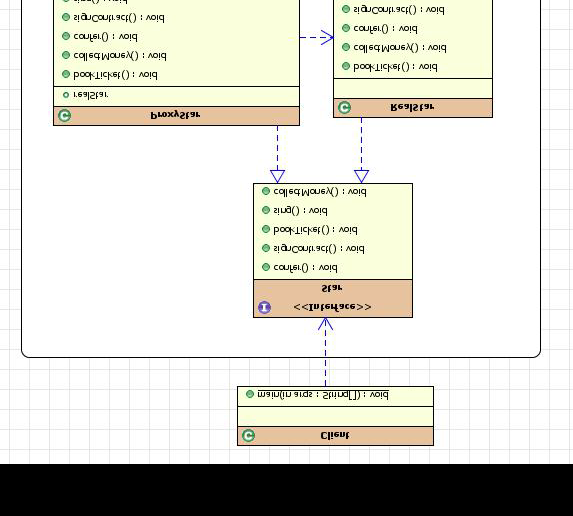 Client
main(in args : String[]) : void
<<Interface>>
Star
confer() : void
signContract() : void
bookTicket() : void
sing() : void
collectMoney() : void
ProxyStar
realStar
bookTicket() : void
collectMoney() : void
confer() : void
signContract() : void
sing() : void
RealStar
bookTicket() : void
collectMoney() : void
confer() : void
signContract() : void